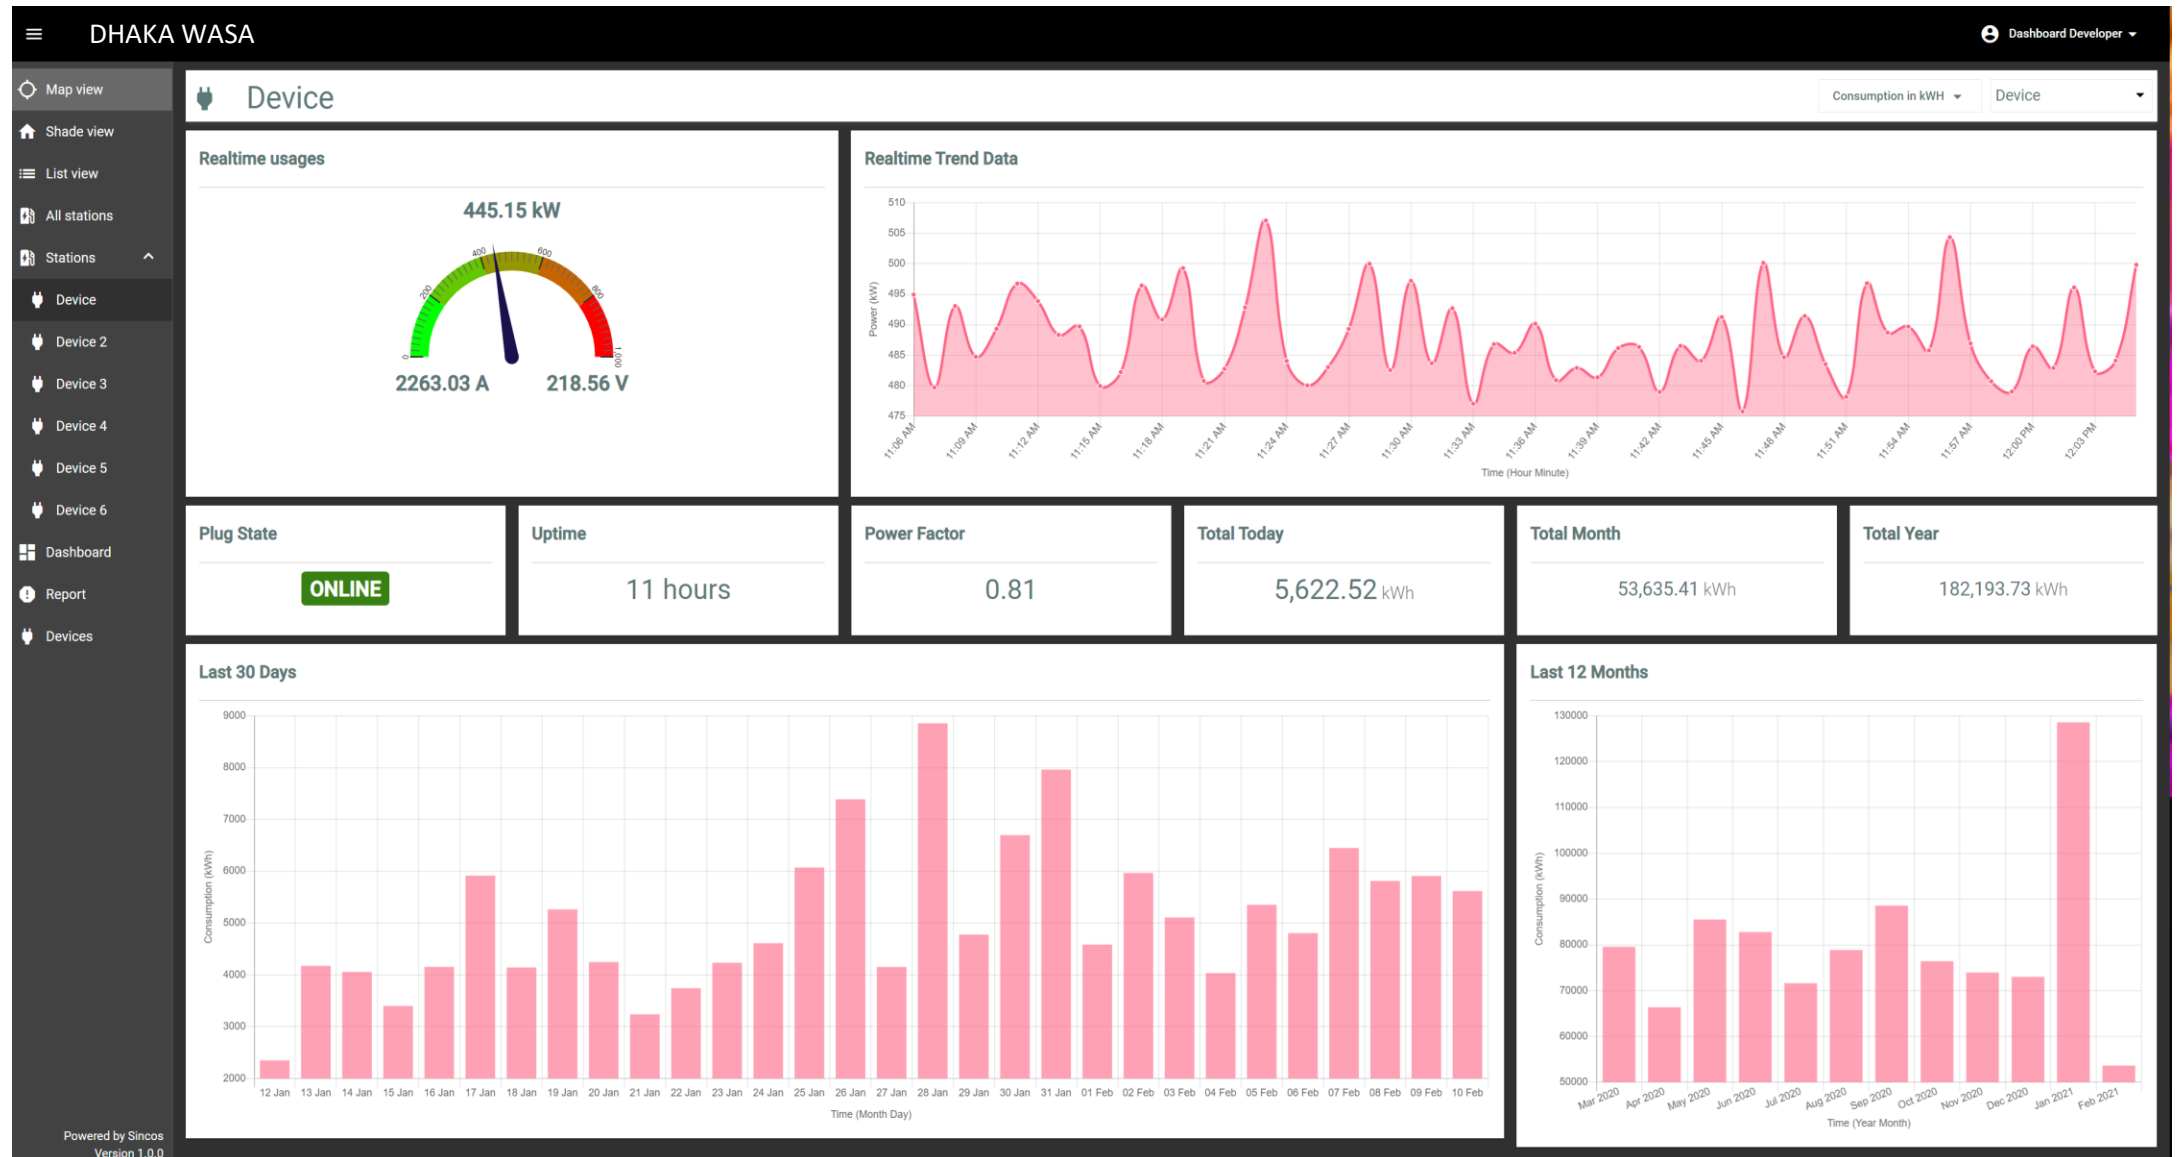 DHAKA WASA
Dashboard Developer
Map view
Shade view
List view
All stations
Stations
Device
Device 2
Device 3
Device 4
Device 5
Device 6
Dashboard
Report
Devices
Powered by Sincos
Version 1.0.0
Device
Consumption in kWH
Device
Realtime usages
445.15 kW
0
200
400
600
800
1,000
2263.03 A
218.56 V
Realtime Trend Data
Power (kW)
510
505
500
495
490
485
480
475
11:06 AM 11:09 AM 11:12 AM 11:15 AM 11:18 AM 11:21 AM 11:24 AM 11:27 AM 11:30 AM 11:33 AM 11:36 AM 11:39 AM 11:42 AM 11:45 AM 11:48 AM 11:51 AM 11:54 AM 11:57 AM 12:00 PM 12:03 PM
Time (Hour Minute)
Plug State
ONLINE
Uptime
11 hours
Power Factor
0.81
Total Today
5,622.52 kWh
Total Month
53,635.41 kWh
Total Year
182,193.73 kWh
Last 30 Days
Consumption (kWh)
9000
8000
7000
6000
5000
4000
3000
2000
12 Jan 13 Jan 14 Jan 15 Jan 16 Jan 17 Jan 18 Jan 19 Jan 20 Jan 21 Jan 22 Jan 23 Jan 24 Jan 25 Jan 26 Jan 27 Jan 28 Jan 29 Jan 30 Jan 31 Jan 01 Feb 02 Feb 03 Feb 04 Feb 05 Feb 06 Feb 07 Feb 08 Feb 09 Feb 10 Feb
Time (Month Day)
Last 12 Months
Consumption (kWh)
130000
120000
110000
100000
90000
80000
70000
60000
50000
Mar 2020 Apr 2020 May 2020 Jun 2020 Jul 2020 Aug 2020 Sep 2020 Oct 2020 Nov 2020 Dec 2020 Jan 2021 Feb 2021
Time (Year Month)